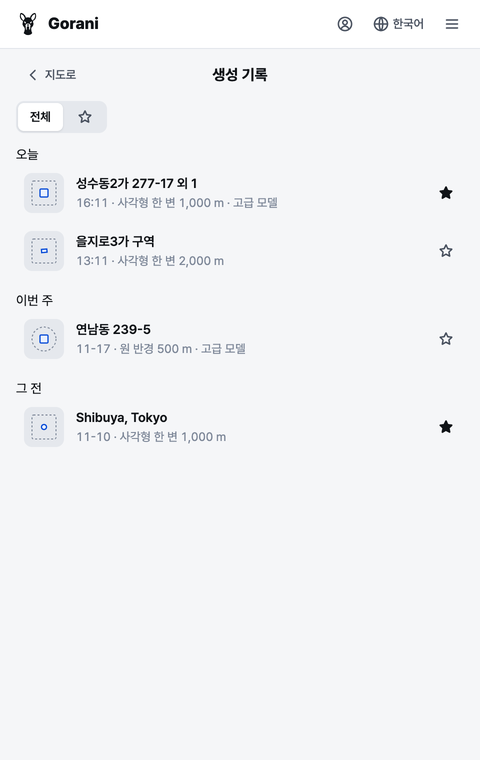 Gorani
한국어
지도로
생성 기록
전체
오늘
성수동2가 277-17 외 1
16:11 · 사각형 한 변 1,000 m · 고급 모델
을지로3가 구역
13:11 · 사각형 한 변 2,000 m
이번 주
연남동 239-5
11-17 · 원 반경 500 m · 고급 모델
그 전
Shibuya, Tokyo
11-10 · 사각형 한 변 1,000 m